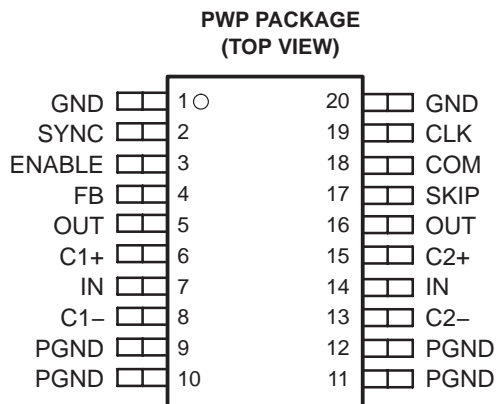 PWP PACKAGE
(TOP VIEW)
GND 1 20 GND
SYNC 2 19 CLK
ENABLE 3 18 COM
FB 4 17 SKIP
OUT 5 16 OUT
C1+ 6 15 C2+
IN 7 14 IN
C1– 8 13 C2–
PGND 9 12 PGND
PGND 10 11 PGND